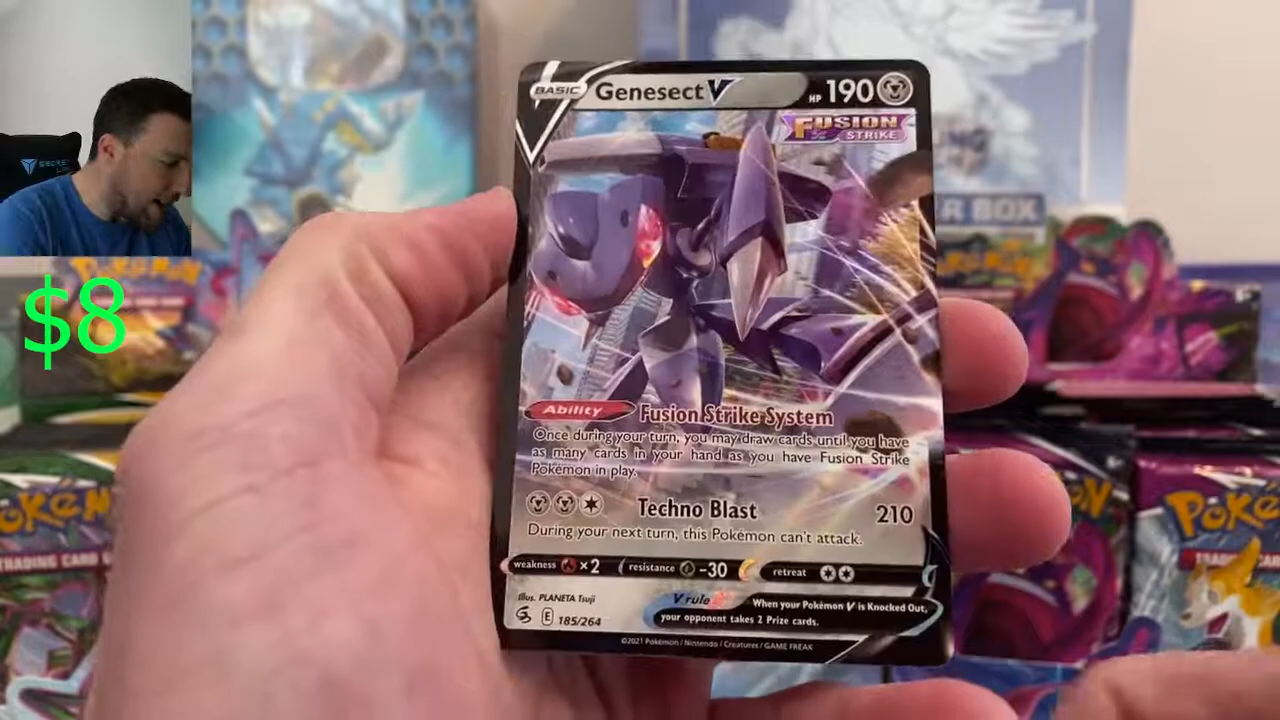 $8
BASIC Genesect V HP 190
FUSION
STRIKE
R BOX
Ability Fusion Strike System
Once during your turn, you may draw cards until you have
as many cards in your hand as you have Fusion Strike
Pokémon in play.
Techno Blast 210
During your next turn, this Pokémon can't attack.
weakness ×2 resistance -30 retreat
Illus. PLANETA Tsuji
E 185/264
V rule When your Pokémon V is Knocked Out,
your opponent takes 2 Prize cards.
©2021 Pokémon / Nintendo / Creatures / GAME FREAK
POKÉMON
TRADING CARD